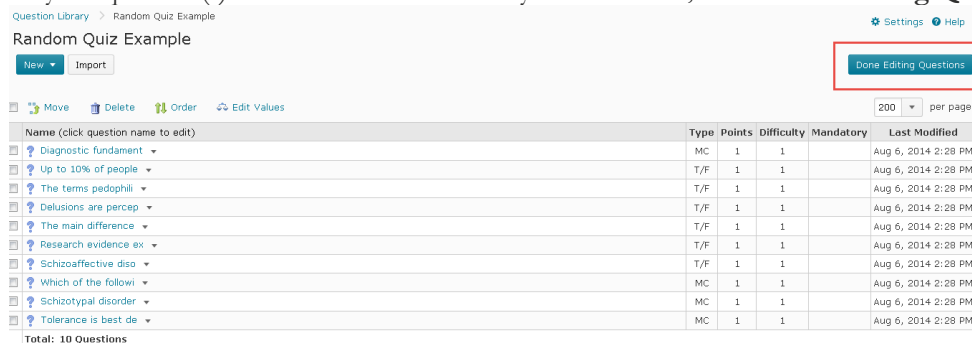 Question Library > Random Quiz Example
Settings Help
Random Quiz Example
New Import
Done Editing Questions
Move Delete Order Edit Values
200 per page
Name (click question name to edit) Type Points Difficulty Mandatory Last Modified
Diagnostic fundament MC 1 1 Aug 6, 2014 2:28 PM
Up to 10% of people T/F 1 1 Aug 6, 2014 2:28 PM
The terms pedophili T/F 1 1 Aug 6, 2014 2:28 PM
Delusions are percep T/F 1 1 Aug 6, 2014 2:28 PM
The main difference T/F 1 1 Aug 6, 2014 2:28 PM
Research evidence ex T/F 1 1 Aug 6, 2014 2:28 PM
Schizoaffective diso T/F 1 1 Aug 6, 2014 2:28 PM
Which of the followi MC 1 1 Aug 6, 2014 2:28 PM
Schizotypal disorder MC 1 1 Aug 6, 2014 2:28 PM
Tolerance is best de MC 1 1 Aug 6, 2014 2:28 PM
Total: 10 Questions